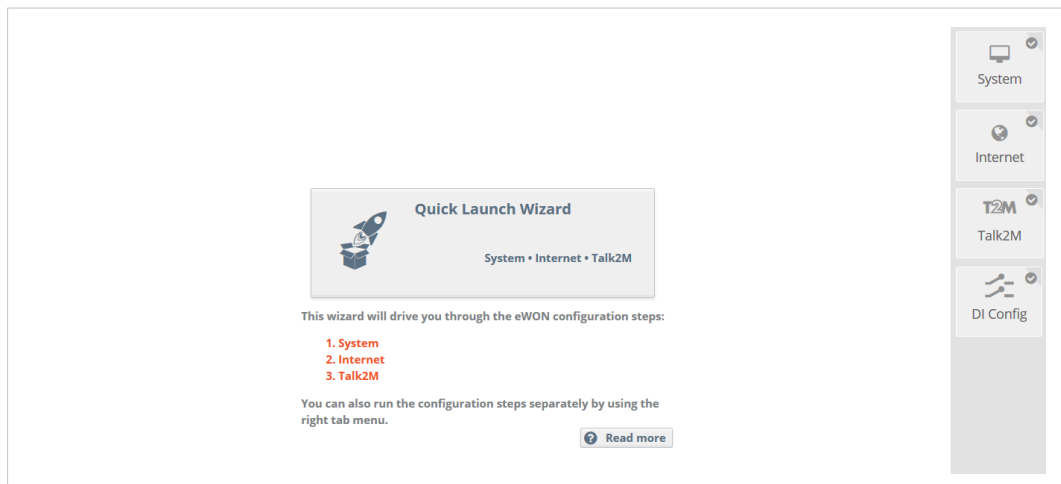 Quick Launch Wizard
System • Internet • Talk2M
This wizard will drive you through the eWON configuration steps:
1. System
2. Internet
3. Talk2M
You can also run the configuration steps separately by using the
right tab menu.
? Read more
System
Internet
T2M
Talk2M
DI Config